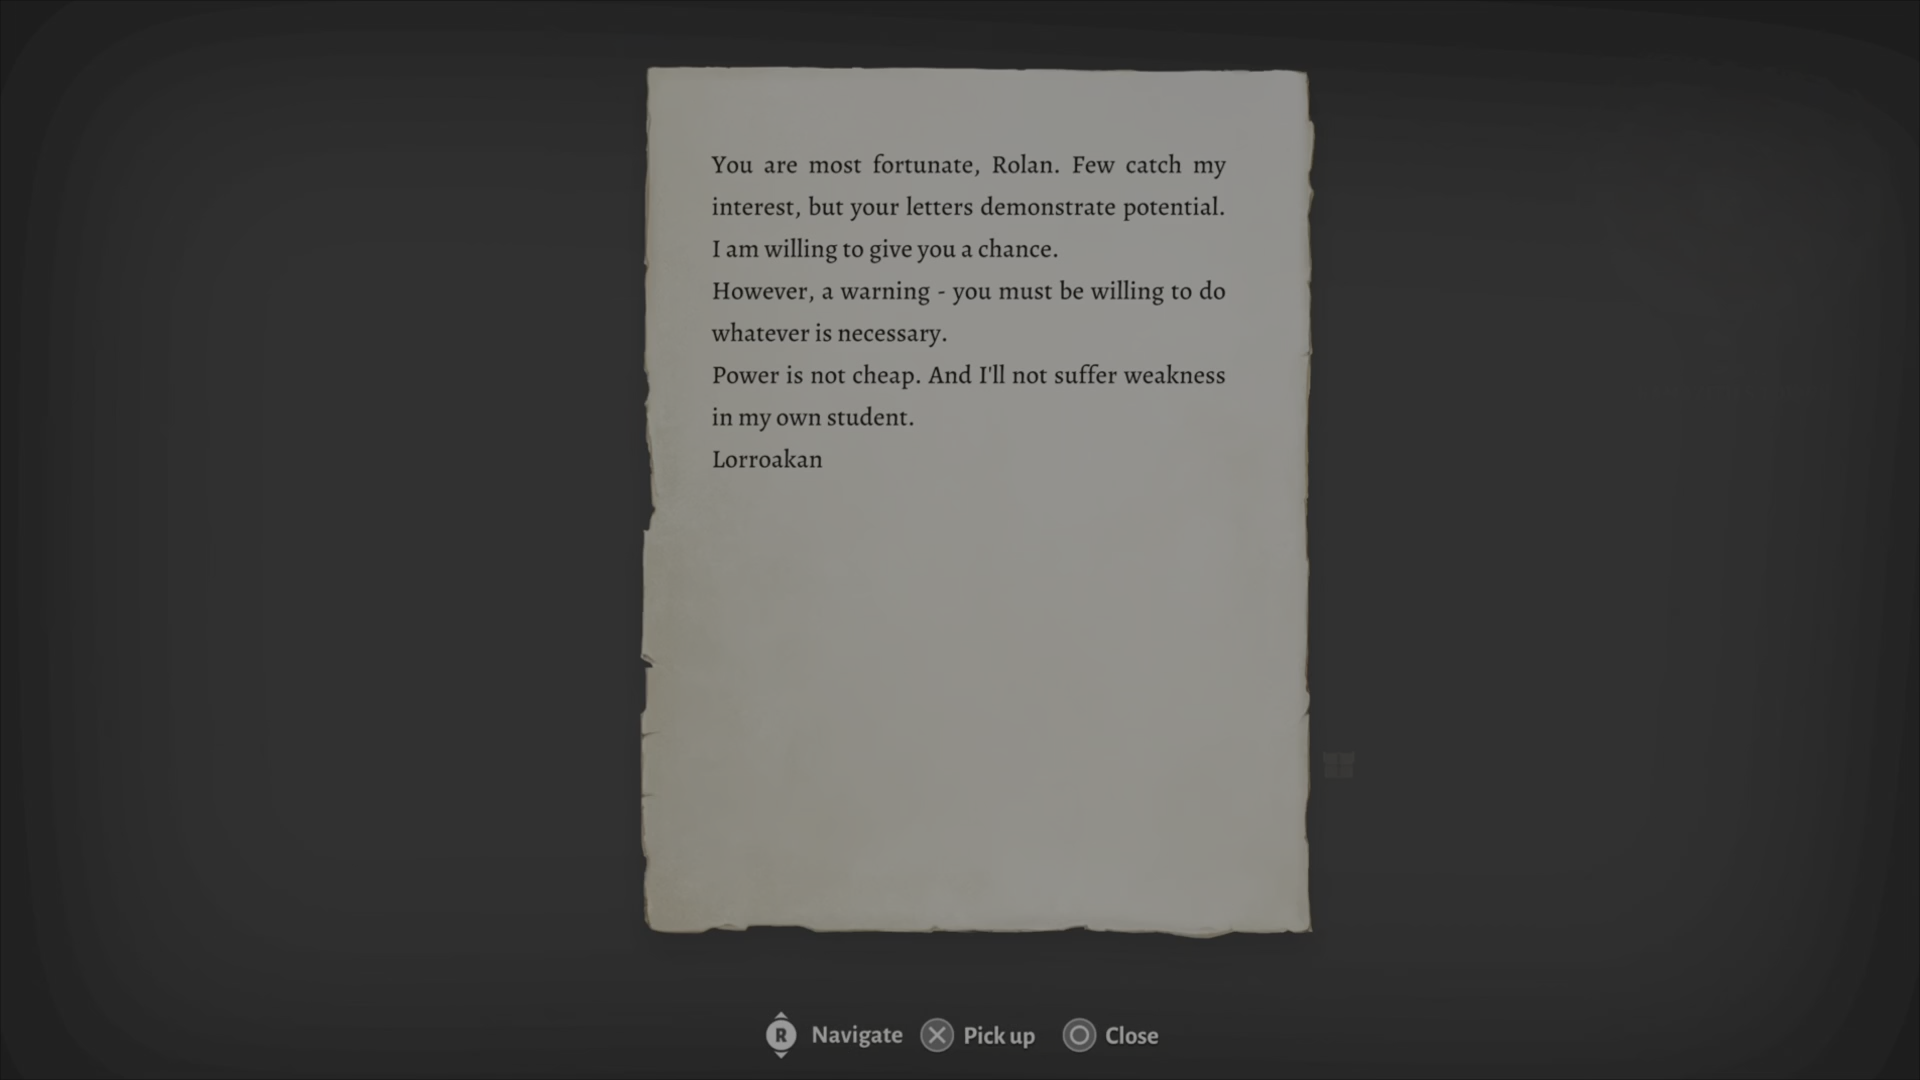 You are most fortunate, Rolan. Few catch my
interest, but your letters demonstrate potential.
I am willing to give you a chance.
However, a warning - you must be willing to do
whatever is necessary.
Power is not cheap. And I'll not suffer weakness
in my own student.
Lorroakan
R Navigate Pick up Close